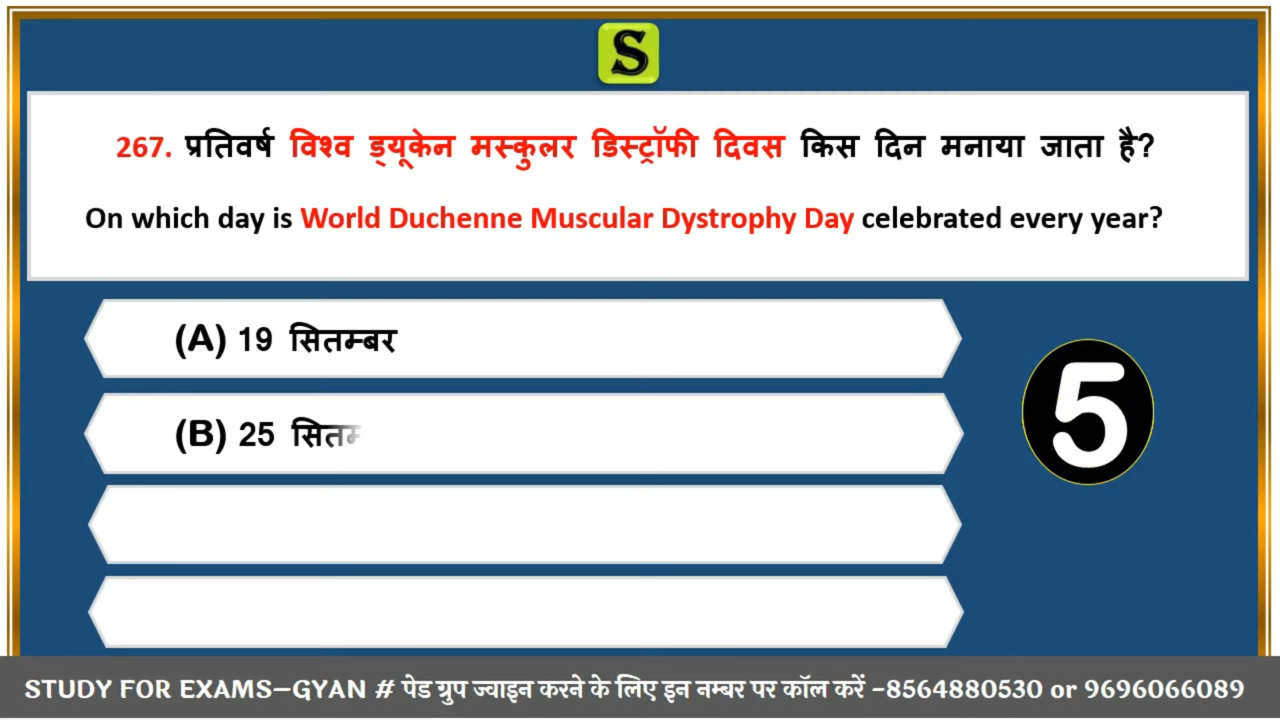 S
267. प्रतिवर्ष विश्व ड्यूकेन मस्कुलर डिस्ट्रॉफी दिवस किस दिन मनाया जाता है?
On which day is World Duchenne Muscular Dystrophy Day celebrated every year?
(A) 19 सितम्बर
(B) 25
5
STUDY FOR EXAMS–GYAN # पेड ग्रुप ज्वाइन करने के लिए इन नम्बर पर कॉल करें -8564880530 or 9696066089